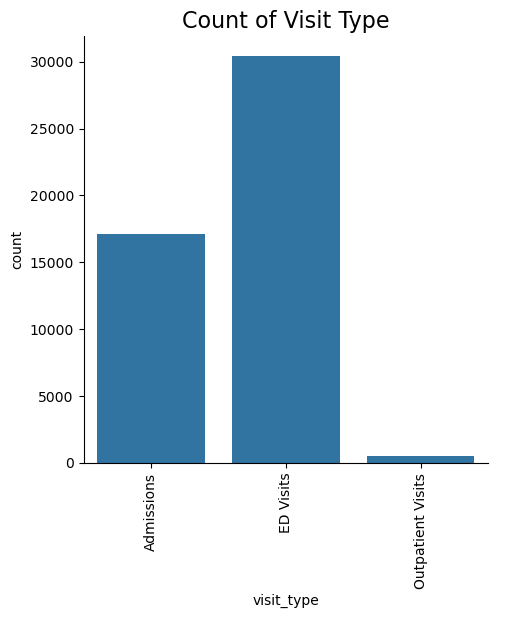 Count of Visit Type
30000
25000
20000
15000
10000
5000
0
count
Admissions
ED Visits
Outpatient Visits
visit_type